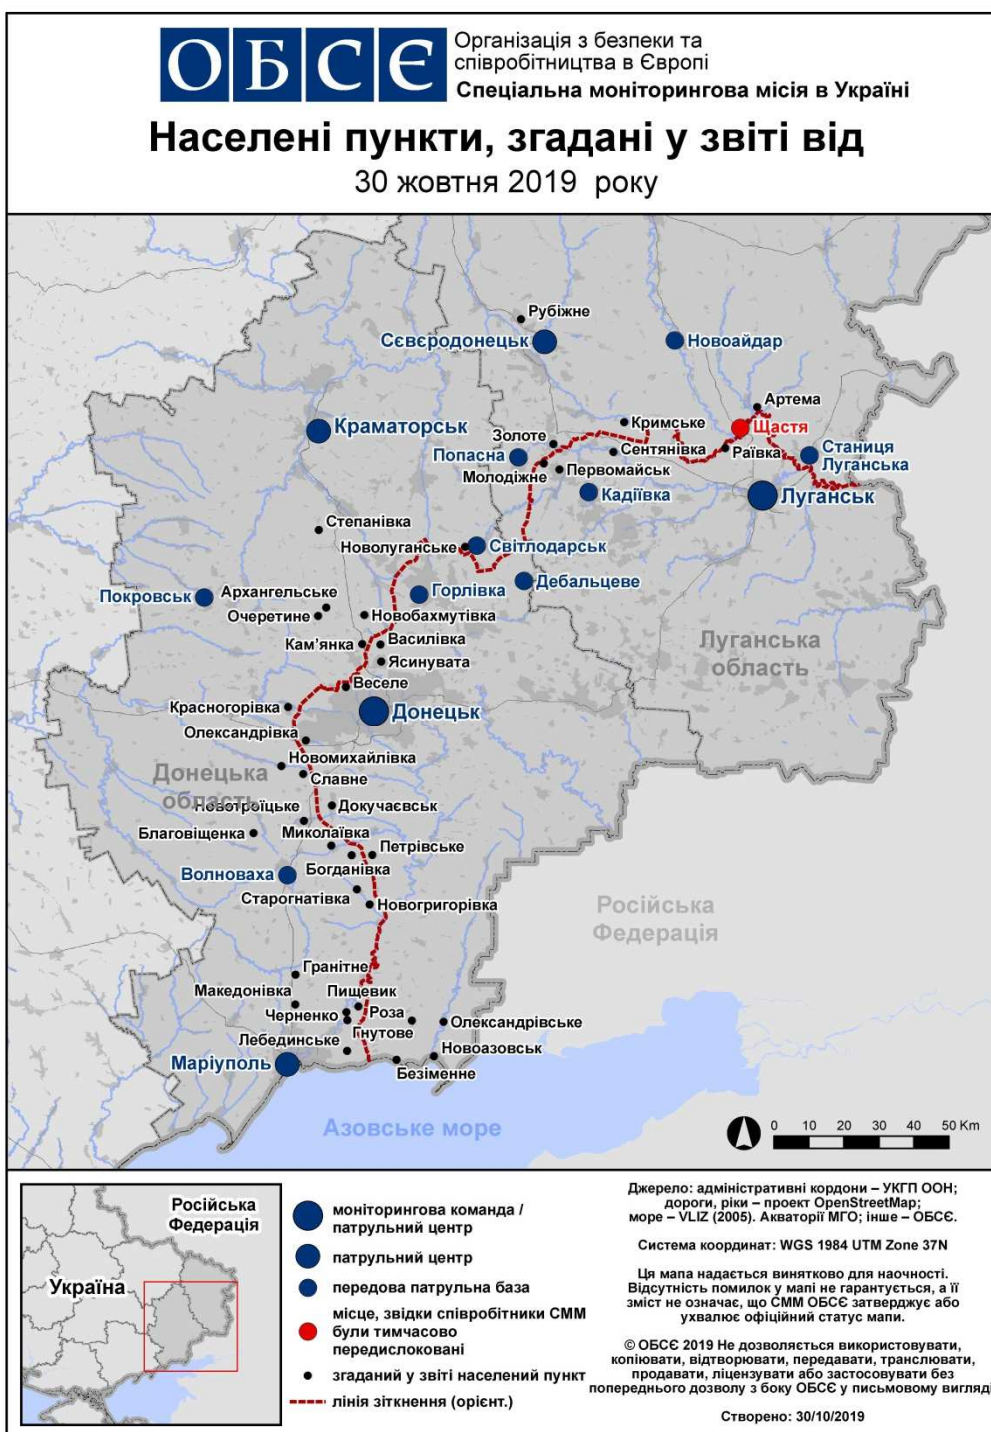 ОБСЄ
Організація з безпеки та
співробітництва в Європі
Спеціальна моніторингова місія в Україні
Населені пункти, згадані у звіті від
30 жовтня 2019 року
Рубіжне
Сєвєродонецьк
Новоайдар
Артема
Щастя
Краматорськ
Кримське
Золоте
Сентянівка
Раївка
Станиця
Луганська
Попасна
Молодіжне
Первомайськ
Кадіївка
Луганськ
Степанівка
Новолуганське
Світлодарськ
Дебальцеве
Горлівка
Покровськ
Архангельське
Очеретине
Новобахмутівка
Кам’янка
Василівка
Ясинувата
Луганська
область
Веселе
Красногорівка
Донецьк
Олександрівка
Новомихайлівка
Донецька
область
Славне
Новотроїцьке
Докучаєвськ
Благовіщенка
Миколаївка
Петрівське
Богданівка
Волноваха
Старогнатівка
Новогригорівка
Російська
Федерація
Гранітне
Македонівка
Пищевик
Черненко
Роза
Гнутове
Олександрівське
Лебединське
Новоазовськ
Маріуполь
Безіменне
Азовське море
0 10 20 30 40 50 Km
Російська
Федерація
Україна
моніторингова команда /
патрульний центр
патрульний центр
передова патрульна база
місце, звідки співробітники СММ
були тимчасово
передислоковані
згаданий у звіті населений пункт
лінія зіткнення (орієнт.)
Джерело: адміністративні кордони – УКГП ООН;
дороги, ріки – проект OpenStreetMap;
море – VLIZ (2005). Акваторії МГО; інше – ОБСЄ.
Система координат: WGS 1984 UTM Zone 37N
Ця мапа надається винятково для наочності.
Відсутність помилок у мапі не гарантується, а її
зміст не означає, що СММ ОБСЄ затверджує або
ухвалює офіційний статус мапи.
© ОБСЄ 2019 Не дозволяється використовувати,
копіювати, відтворювати, передавати, транслювати,
продавати, ліцензувати або застосовувати без
попереднього дозволу з боку ОБСЄ у письмовому вигляді
Створено: 30/10/2019